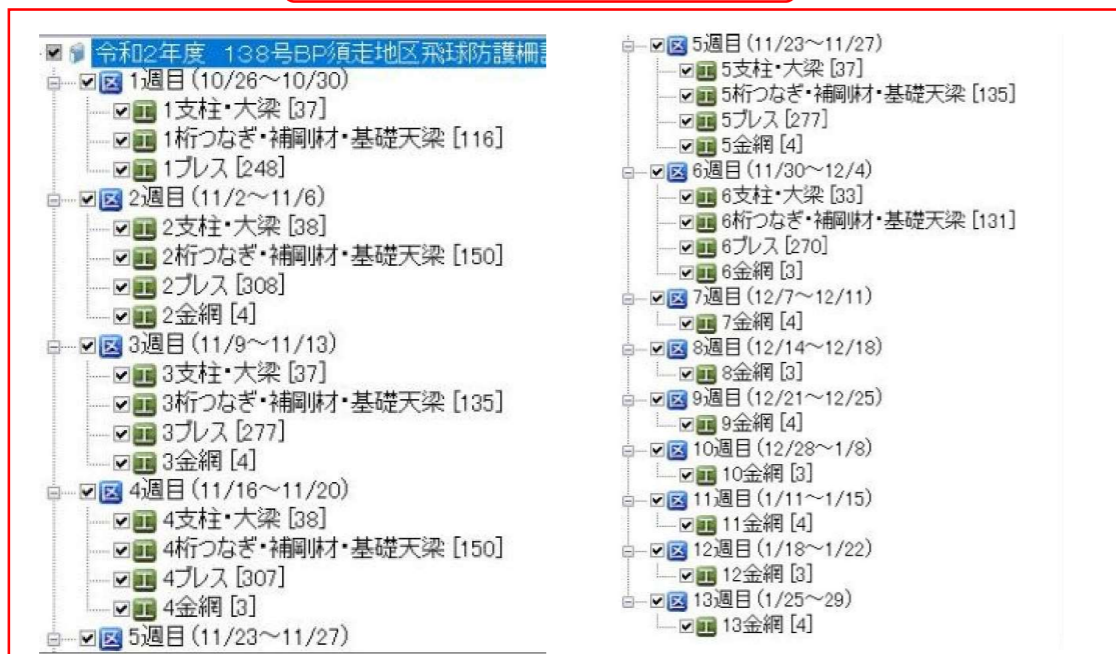 令和2年度 138号BP須走地区飛球防護柵
1週目(10/26～10/30)
1支柱・大梁 [37]
1桁つなぎ・補剛材・基礎天梁 [116]
1ブレス [248]
2週目(11/2～11/6)
2支柱・大梁 [38]
2桁つなぎ・補剛材・基礎天梁 [150]
2ブレス [308]
2金網 [4]
3週目(11/9～11/13)
3支柱・大梁 [37]
3桁つなぎ・補剛材・基礎天梁 [135]
3ブレス [277]
3金網 [4]
4週目(11/16～11/20)
4支柱・大梁 [38]
4桁つなぎ・補剛材・基礎天梁 [150]
4ブレス [307]
4金網 [3]
5週目(11/23～11/27)
5週目(11/23～11/27)
5支柱・大梁 [37]
5桁つなぎ・補剛材・基礎天梁 [135]
5ブレス [277]
5金網 [4]
6週目(11/30～12/4)
6支柱・大梁 [33]
6桁つなぎ・補剛材・基礎天梁 [131]
6ブレス [270]
6金網 [3]
7週目(12/7～12/11)
7金網 [4]
8週目(12/14～12/18)
8金網 [3]
9週目(12/21～12/25)
9金網 [4]
10週目(12/28～1/8)
10金網 [3]
11週目(1/11～1/15)
11金網 [4]
12週目(1/18～1/22)
12金網 [3]
13週目(1/25～29)
13金網 [4]